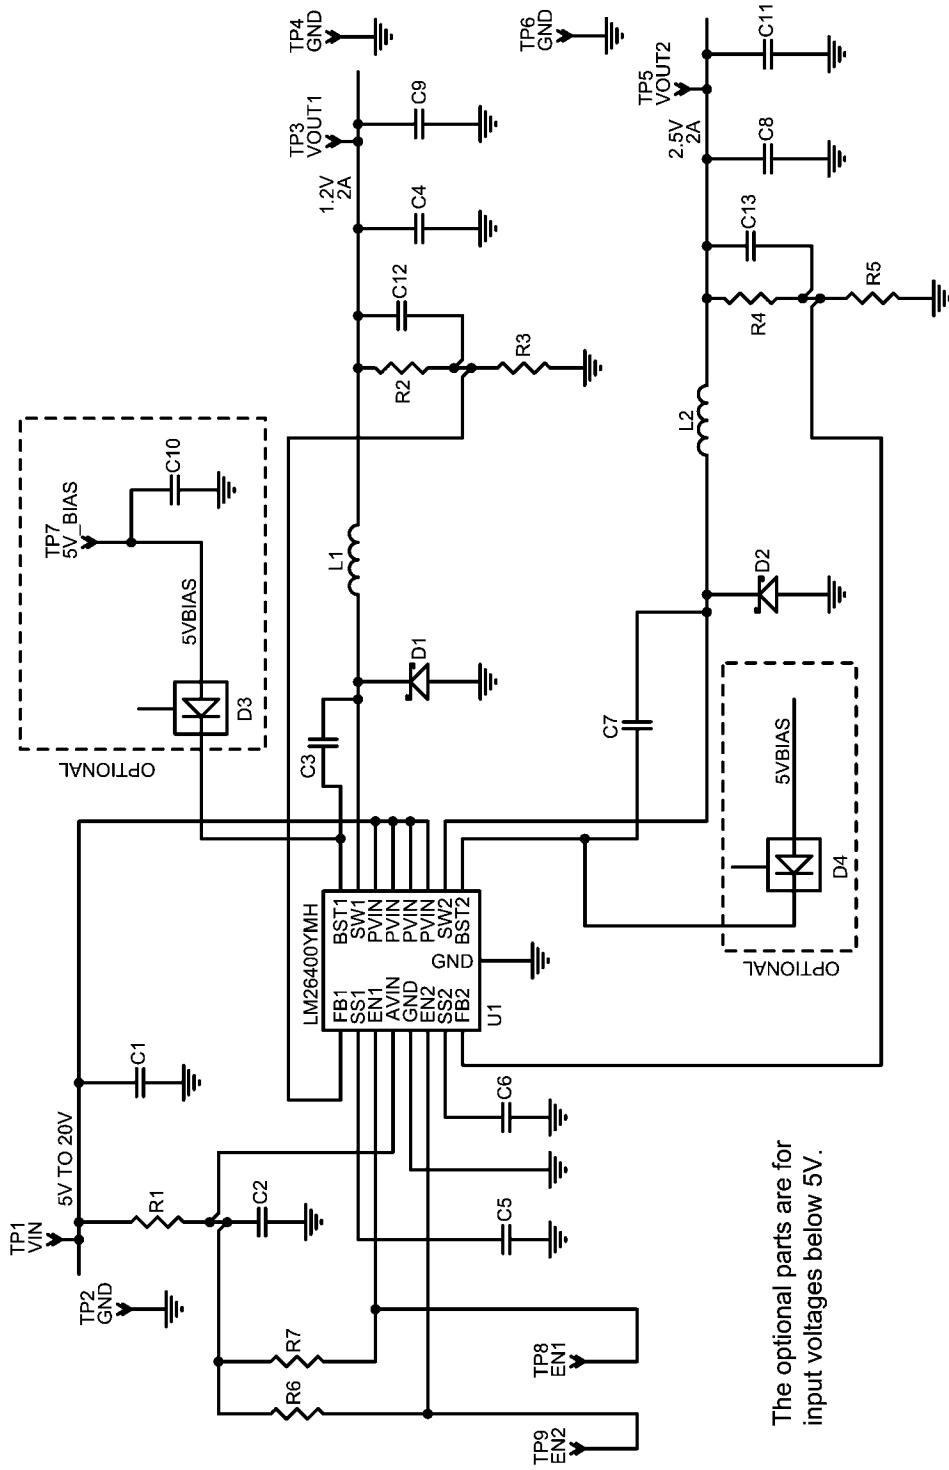 TP1
VIN
5V TO 20V
TP2
GND
R1
C1
C2
R6
R7
TP9
EN2
TP8
EN1
C5
C6
LM26400YMH
U1
FB1
SS1
EN1
AVIN
GND
EN2
SS2
FB2
BST1
SW1
PVIN
PVIN
PVIN
PVIN
SW2
BST2
GND
OPTIONAL
D3
5VBIAS
TP7
5V_BIAS
C10
C3
D1
L1
R2
C12
R3
C4
1.2V
2A
TP3
VOUT1
C9
TP4
GND
OPTIONAL
D4
5VBIAS
C7
D2
L2
R4
C13
R5
C8
2.5V
2A
TP5
VOUT2
C11
TP6
GND
The optional parts are for
input voltages below 5V.